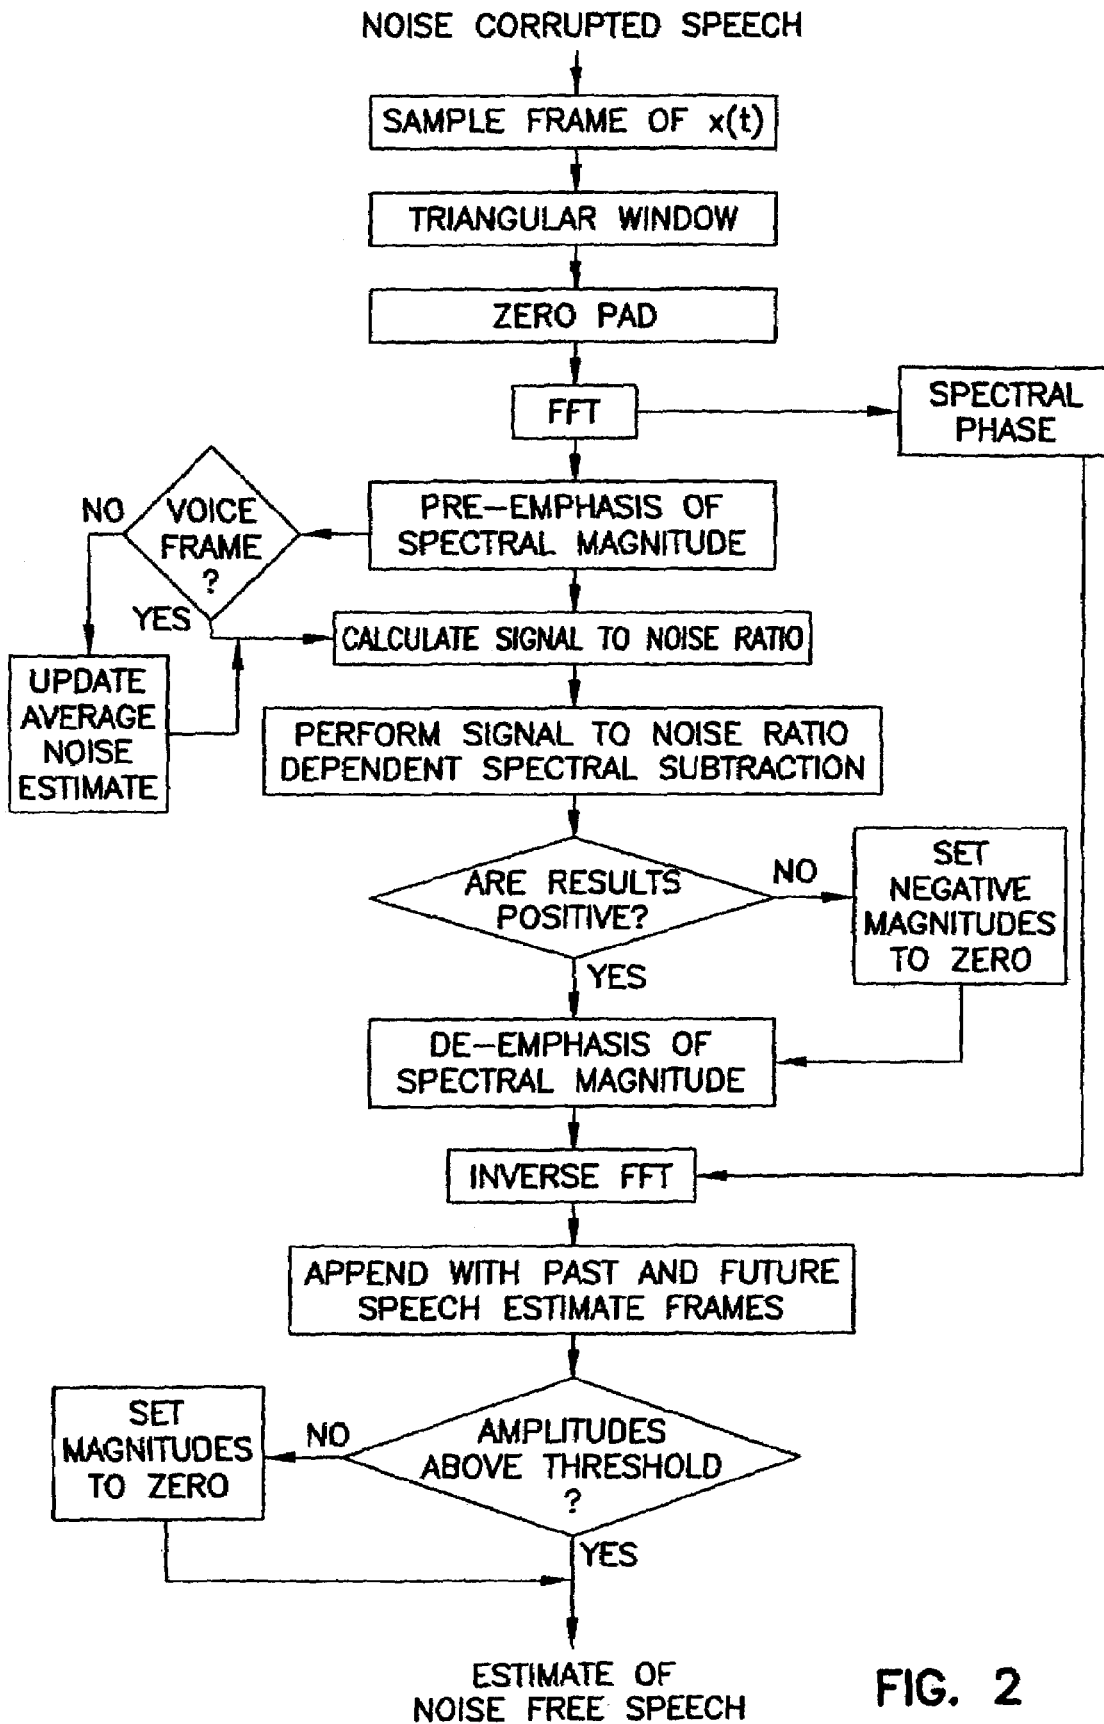 NOISE CORRUPTED SPEECH
SAMPLE FRAME OF x(t)
TRIANGULAR WINDOW
ZERO PAD
FFT
SPECTRAL
PHASE
PRE-EMPHASIS OF
SPECTRAL MAGNITUDE
VOICE
FRAME
?
NO
YES
UPDATE
AVERAGE
NOISE
ESTIMATE
CALCULATE SIGNAL TO NOISE RATIO
PERFORM SIGNAL TO NOISE RATIO
DEPENDENT SPECTRAL SUBTRACTION
ARE RESULTS
POSITIVE?
NO
SET
NEGATIVE
MAGNITUDES
TO ZERO
YES
DE-EMPHASIS OF
SPECTRAL MAGNITUDE
INVERSE FFT
APPEND WITH PAST AND FUTURE
SPEECH ESTIMATE FRAMES
AMPLITUDES
ABOVE THRESHOLD
?
NO
SET
MAGNITUDES
TO ZERO
YES
ESTIMATE OF
NOISE FREE SPEECH
FIG. 2